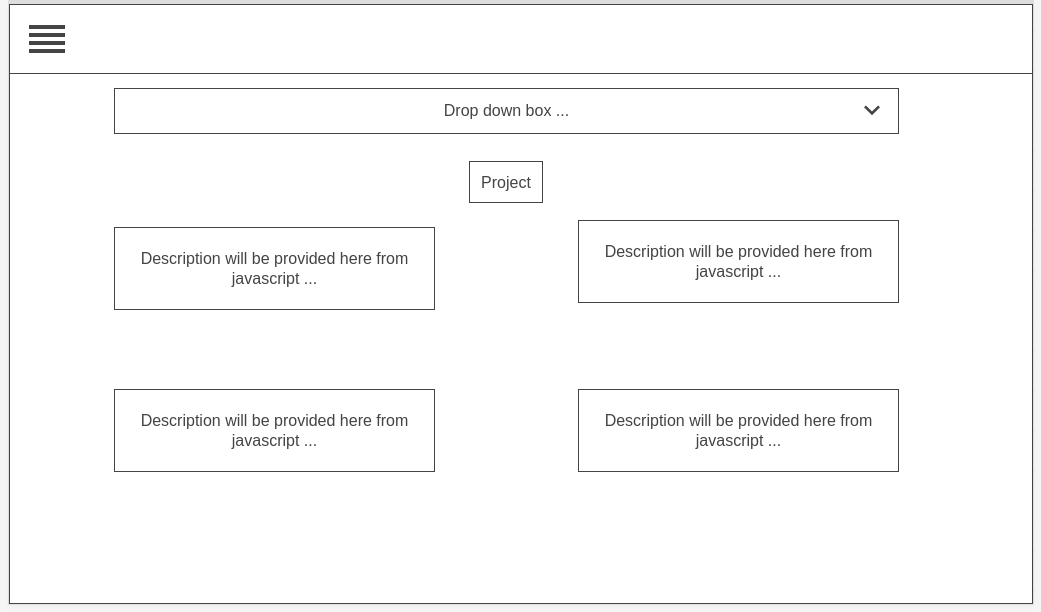 Drop down box ...
Project
Description will be provided here from
javascript ...
Description will be provided here from
javascript ...
Description will be provided here from
javascript ...
Description will be provided here from
javascript ...